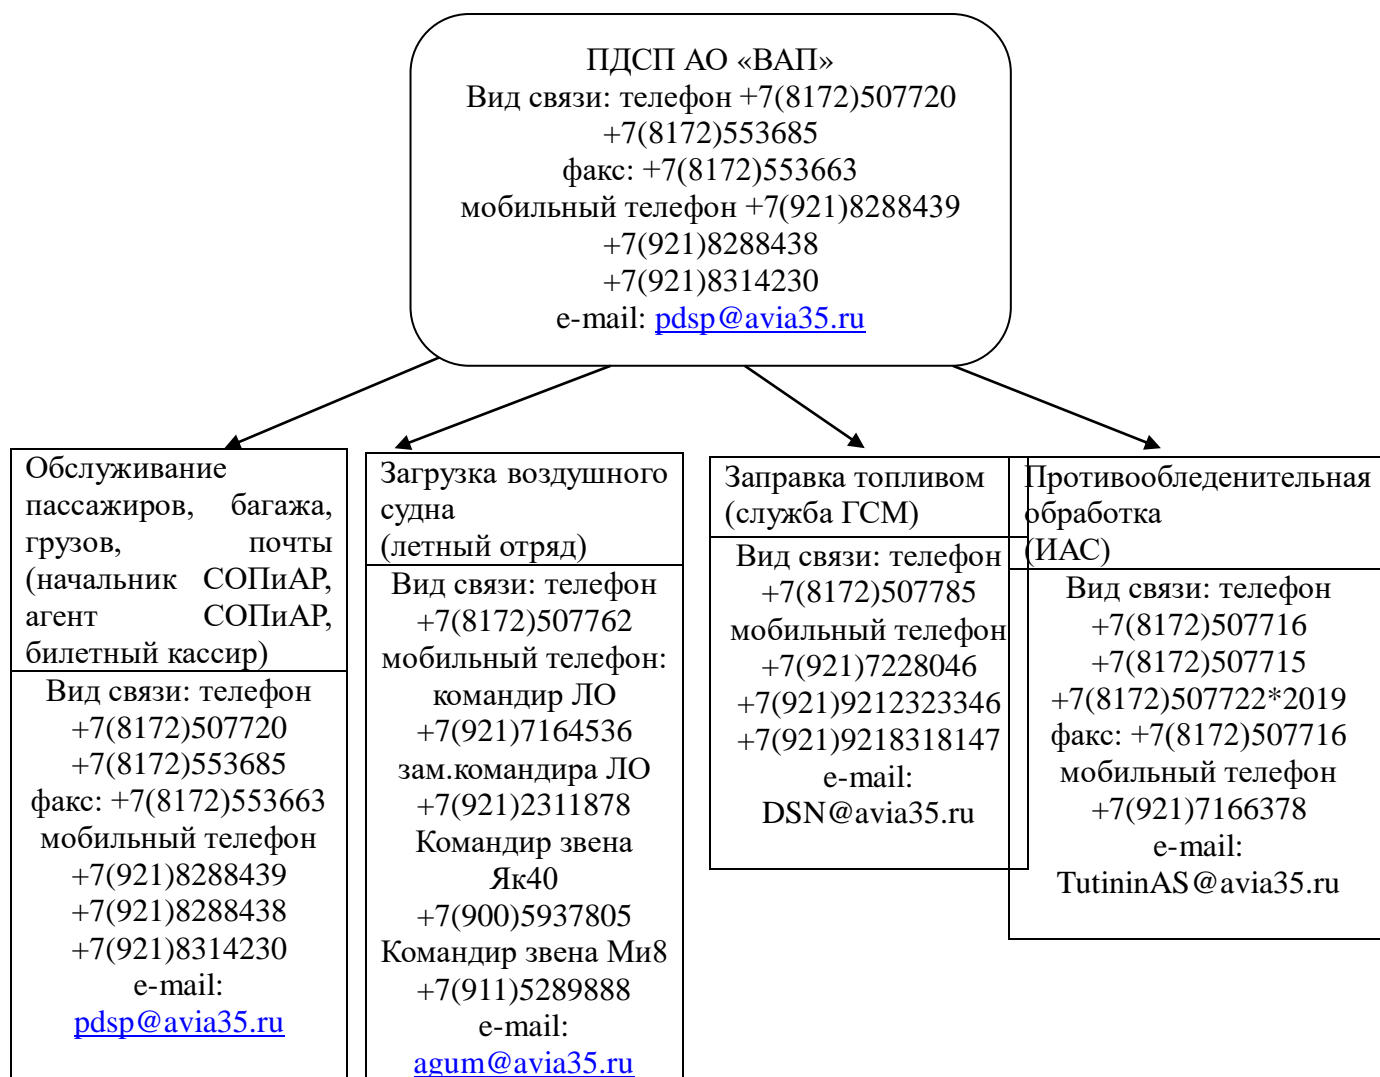 ПДСП АО «ВАП»
Вид связи: телефон +7(8172)507720
+7(8172)553685
факс: +7(8172)553663
мобильный телефон +7(921)8288439
+7(921)8288438
+7(921)8314230
e-mail: pdsp@avia35.ru
Обслуживание
пассажиров, багажа,
грузов, почты
(начальник СОПиАР,
агент СОПиАР,
билетный кассир)
Вид связи: телефон
+7(8172)507720
+7(8172)553685
факс: +7(8172)553663
мобильный телефон
+7(921)8288439
+7(921)8288438
+7(921)8314230
e-mail:
pdsp@avia35.ru
Загрузка воздушного
судна
(летный отряд)
Вид связи: телефон
+7(8172)507762
мобильный телефон:
командир ЛО
+7(921)7164536
зам.командира ЛО
+7(921)2311878
Командир звена
Як40
+7(900)5937805
Командир звена Ми8
+7(911)5289888
e-mail:
agum@avia35.ru
Заправка топливом
(служба ГСМ)
Вид связи: телефон
+7(8172)507785
мобильный телефон
+7(921)7228046
+7(921)9212323346
+7(921)9218318147
e-mail:
DSN@avia35.ru
Противообледенительная
обработка
(ИАС)
Вид связи: телефон
+7(8172)507716
+7(8172)507715
+7(8172)507722*2019
факс: +7(8172)507716
мобильный телефон
+7(921)7166378
e-mail:
TutininAS@avia35.ru